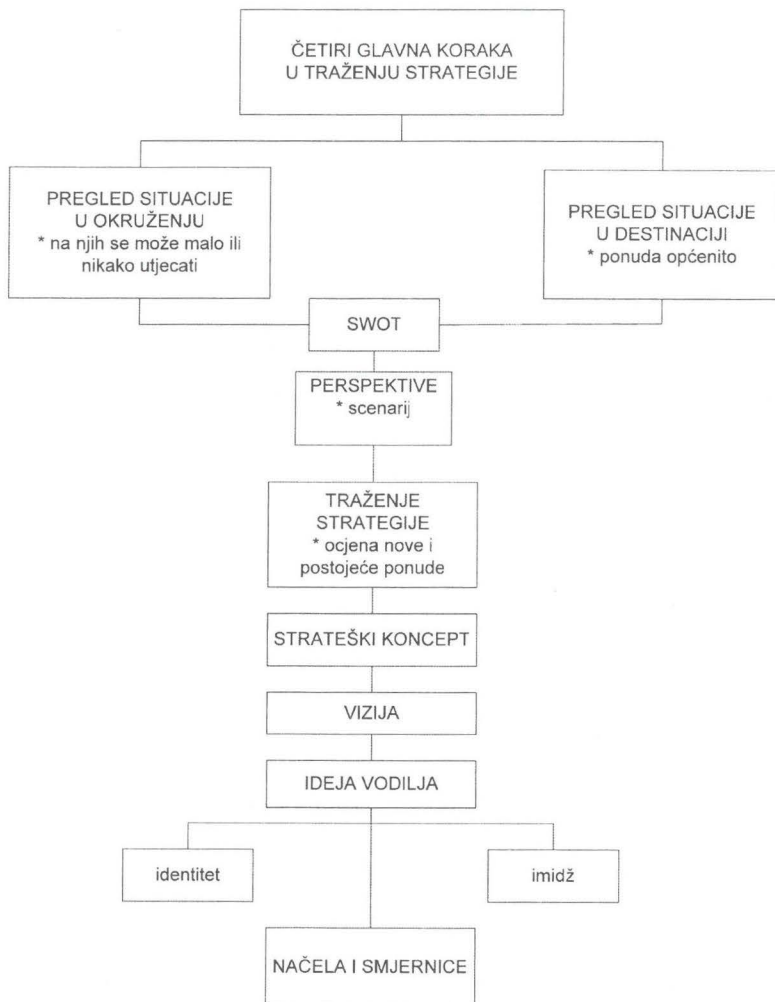 ČETIRI GLAVNA KORAKA
U TRAŽENJU STRATEGIJE
PREGLED SITUACIJE
U OKRUŽENJU
* na njih se može malo ili
nikako utjecati
PREGLED SITUACIJE
U DESTINACIJI
* ponuda općenito
SWOT
PERSPEKTIVE
* scenarij
TRAŽENJE
STRATEGIJE
* ocjena nove i
postojeće ponude
STRATEŠKI KONCEPT
VIZIJA
IDEJA VODILJA
identitet
imidž
NAČELA I SMJERNICE